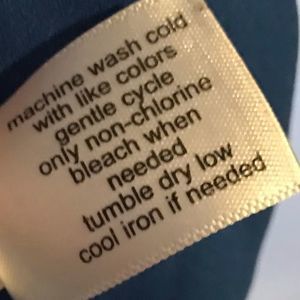 machine wash cold
with like colors
gentle cycle
only non-chlorine
bleach when
needed
tumble dry low
cool iron if needed